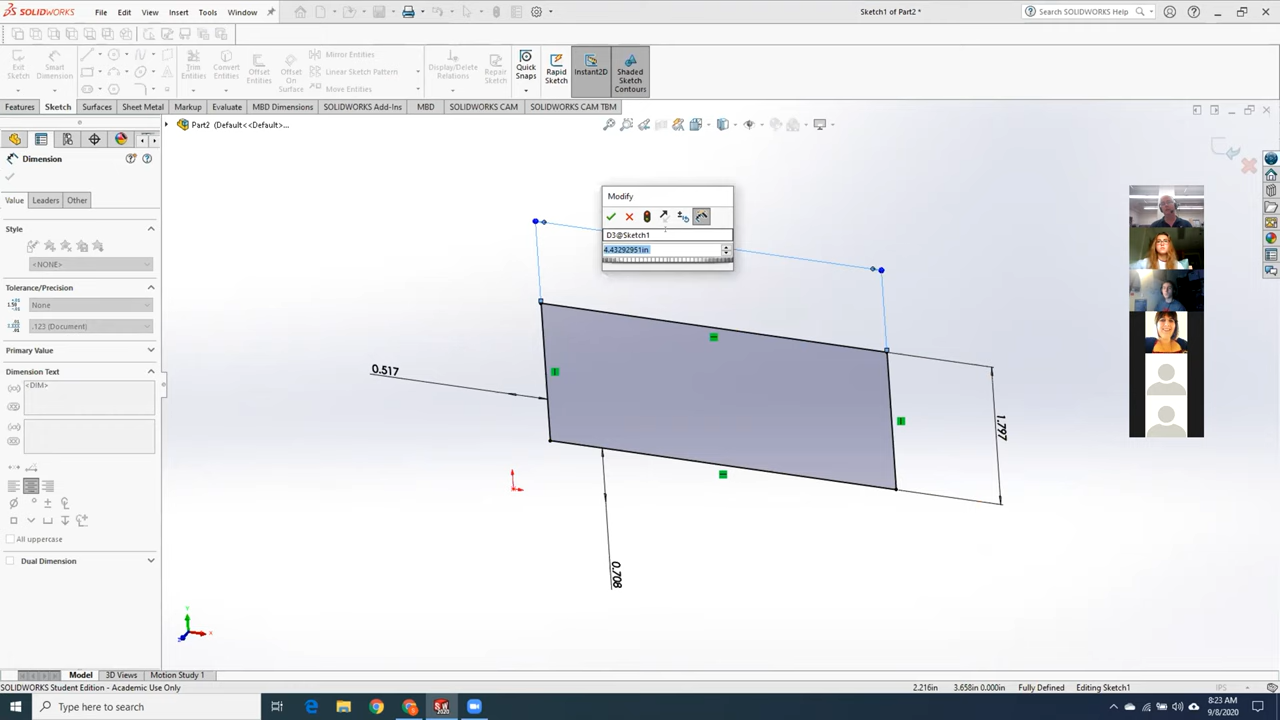 SOLIDWORKS
File
Edit
View
Insert
Tools
Window
Sketch1 of Part2 *
Search SOLIDWORKS Help
Exit Sketch
Smart Dimension
Trim Entities
Convert Entities
Offset Entities
Offset On Surface
Mirror Entities
Linear Sketch Pattern
Move Entities
Display/Delete Relations
Repair Sketch
Quick Snaps
Rapid Sketch
Instant2D
Shaded Sketch Contours
Features
Sketch
Surfaces
Sheet Metal
Markup
Evaluate
MBD Dimensions
SOLIDWORKS Add-Ins
MBD
SOLIDWORKS CAM
SOLIDWORKS CAM TBM
Part2 (Default<<Default>...
Dimension
Value
Leaders
Other
Style
<NONE>
Tolerance/Precision
None
.123 (Document)
Primary Value
Dimension Text
<DIM>
All uppercase
Dual Dimension
Modify
D3@Sketch1
4.43292951in
0.517
1.797
0.708
Y
X
Z
Model
3D Views
Motion Study 1
SOLIDWORKS Student Edition - Academic Use Only
2.216in
3.658in 0.000in
Fully Defined
Editing Sketch1
IPS
Type here to search
8:23 AM
9/8/2020